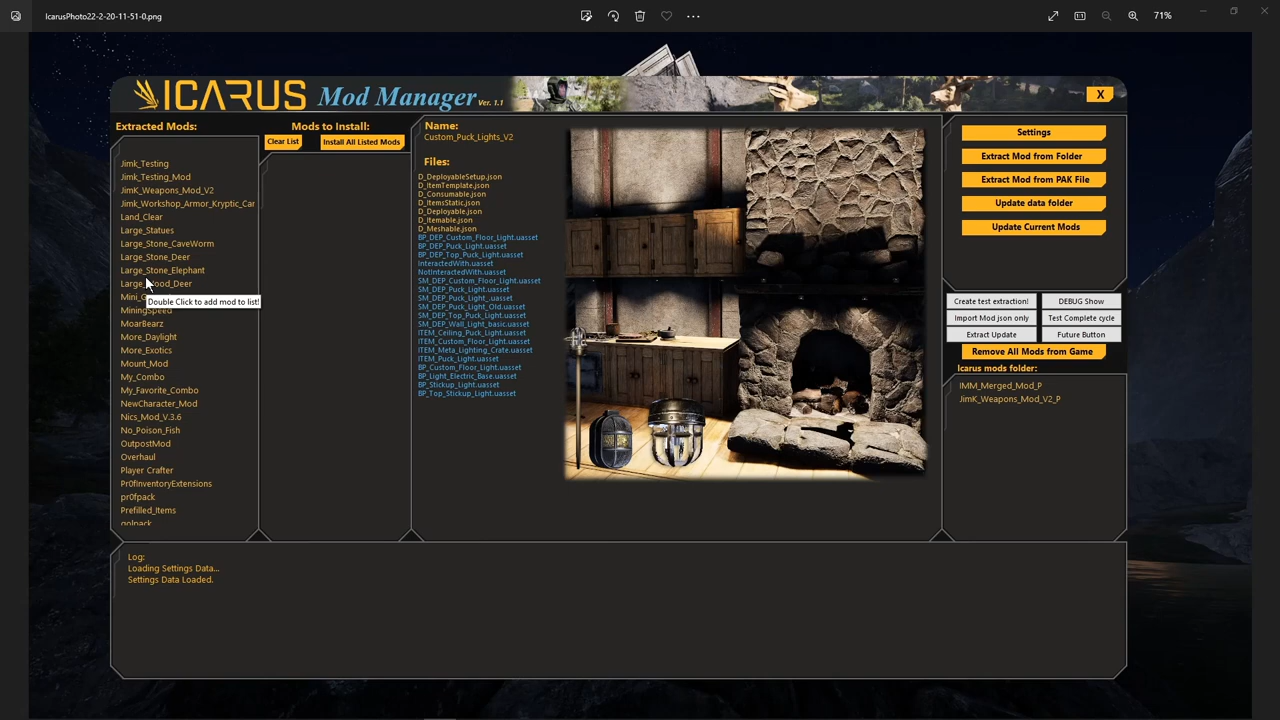 IcarusPhoto22-2-20-11-51-0.png
71%
ICARUS Mod Manager Ver. 1.1
X
Extracted Mods:
Jimk_Testing
Jimk_Testing_Mod
JimK_Weapons_Mod_V2
Jimk_Workshop_Armor_Kryptic_Car
Land_Clear
Large_Statues
Large_Stone_CaveWorm
Large_Stone_Deer
Large_Stone_Elephant
Large_Wood_Deer
Double Click to add mod to list!
MiningSpeed
MoarBearz
More_Daylight
More_Exotics
Mount_Mod
My_Combo
My_Favorite_Combo
NewCharacter_Mod
Nics_Mod_V.3.6
No_Poison_Fish
OutpostMod
Overhaul
Player Crafter
Pr0fInventoryExtensions
pr0fpack
Prefilled_Items
Mods to Install:
Clear List
Install All Listed Mods
Name:
Custom_Puck_Lights_V2
Files:
D_DeployableSetup.json
D_ItemTemplate.json
D_Consumable.json
D_ItemsStatic.json
D_Deployable.json
D_Itemable.json
D_Meshable.json
BP_DEP_Custom_Floor_Light.uasset
BP_DEP_Puck_Light.uasset
BP_DEP_Top_Puck_Light.uasset
InteractedWith.uasset
NotInteractedWith.uasset
SM_DEP_Custom_Floor_Light.uasset
SM_DEP_Puck_Light.uasset
SM_DEP_Puck_Light_.uasset
SM_DEP_Puck_Light_Old.uasset
SM_DEP_Top_Puck_Light.uasset
SM_DEP_Wall_Light_basic.uasset
ITEM_Ceiling_Puck_Light.uasset
ITEM_Custom_Floor_Light.uasset
ITEM_Meta_Lighting_Crate.uasset
ITEM_Puck_Light.uasset
BP_Custom_Floor_Light.uasset
BP_Light_Electric_Base.uasset
BP_Stickup_Light.uasset
BP_Top_Stickup_Light.uasset
Settings
Extract Mod from Folder
Extract Mod from PAK File
Update data folder
Update Current Mods
Create test extraction!
DEBUG Show
Import Mod json only
Test Complete cycle
Extract Update
Future Button
Remove All Mods from Game
Icarus mods folder:
IMM_Merged_Mod_P
JimK_Weapons_Mod_V2_P
Log:
Loading Settings Data...
Settings Data Loaded.